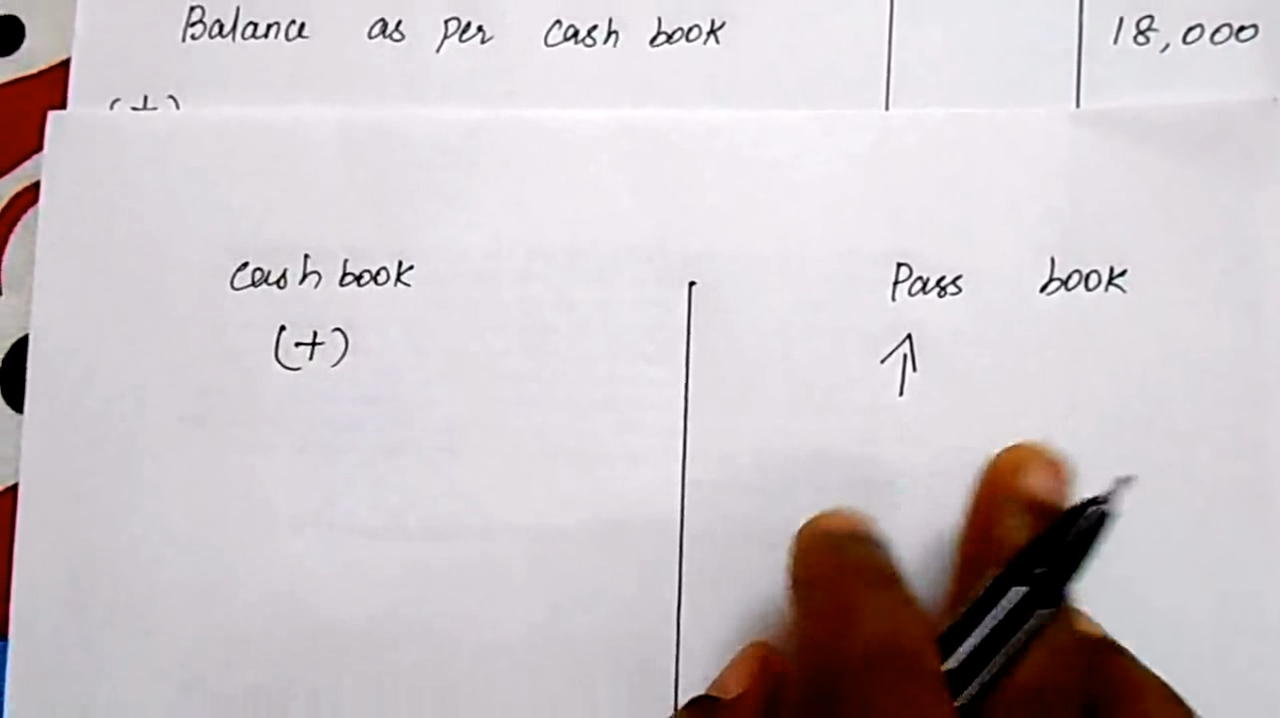 Balance as per cash book 18,000
(+)
cash book Pass book
(+) ↑